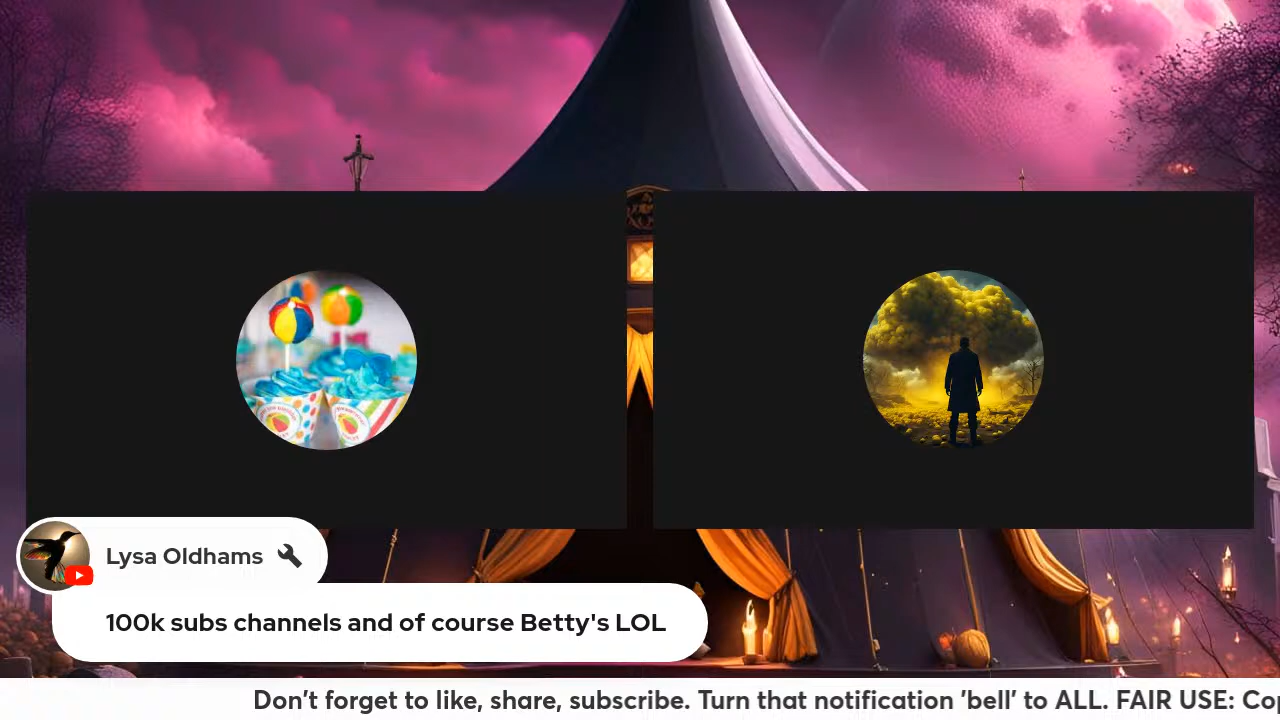 Lysa Oldhams
100k subs channels and of course Betty's LOL
Don't forget to like, share, subscribe. Turn that notification 'bell' to ALL. FAIR USE: Cop